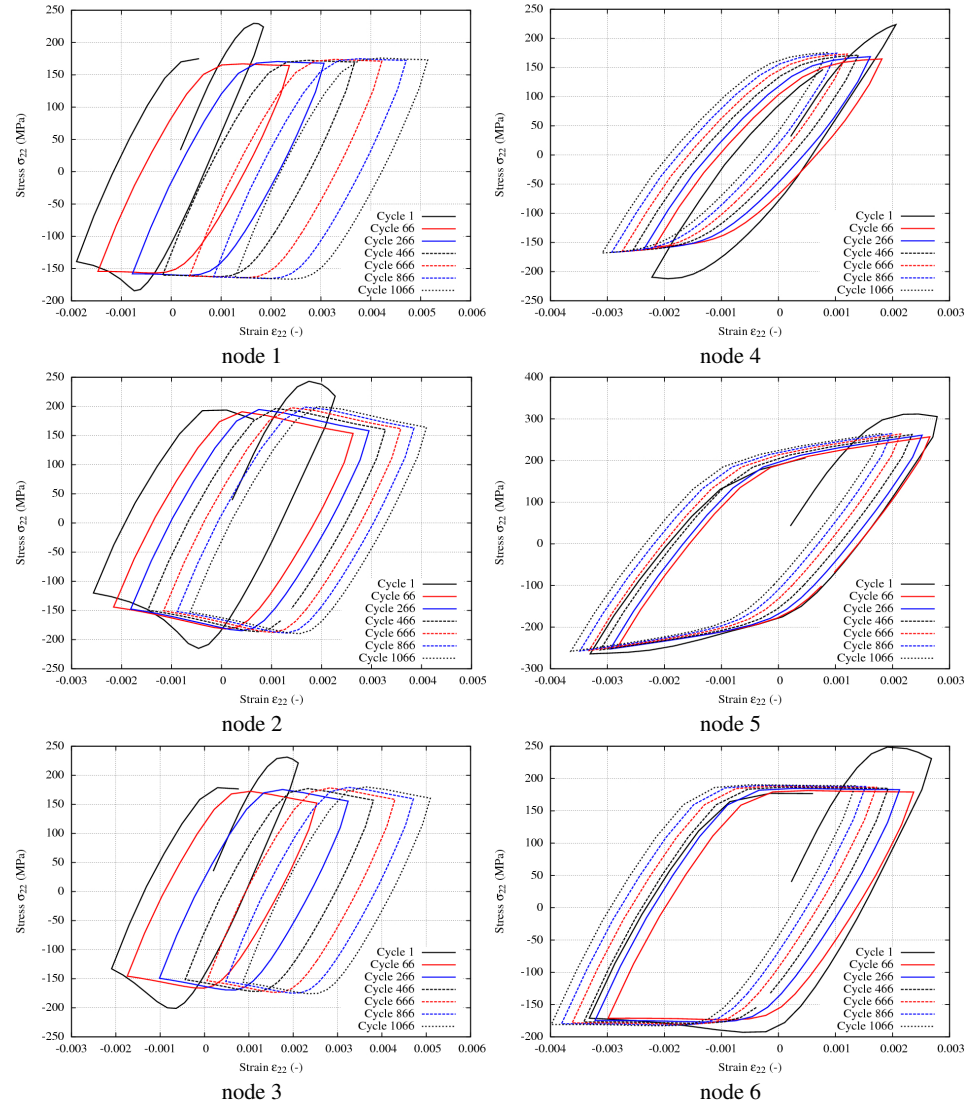 250
200
150
100
50
0
-50
-100
-150
-200
-0.002 -0.001 0 0.001 0.002 0.003 0.004 0.005 0.006
Stress σ22 (MPa)
Strain ε22 (-)
Cycle 1
Cycle 66
Cycle 266
Cycle 466
Cycle 666
Cycle 866
Cycle 1066
node 1
250
200
150
100
50
0
-50
-100
-150
-200
-250
-0.004 -0.003 -0.002 -0.001 0 0.001 0.002 0.003
Stress σ22 (MPa)
Strain ε22 (-)
Cycle 1
Cycle 66
Cycle 266
Cycle 466
Cycle 666
Cycle 866
Cycle 1066
node 4
250
200
150
100
50
0
-50
-100
-150
-200
-250
-0.003 -0.002 -0.001 0 0.001 0.002 0.003 0.004 0.005
Stress σ22 (MPa)
Strain ε22 (-)
Cycle 1
Cycle 66
Cycle 266
Cycle 466
Cycle 666
Cycle 866
Cycle 1066
node 2
400
300
200
100
0
-100
-200
-300
-0.004 -0.003 -0.002 -0.001 0 0.001 0.002 0.003
Stress σ22 (MPa)
Strain ε22 (-)
Cycle 1
Cycle 66
Cycle 266
Cycle 466
Cycle 666
Cycle 866
Cycle 1066
node 5
250
200
150
100
50
0
-50
-100
-150
-200
-250
-0.003 -0.002 -0.001 0 0.001 0.002 0.003 0.004 0.005 0.006
Stress σ22 (MPa)
Strain ε22 (-)
Cycle 1
Cycle 66
Cycle 266
Cycle 466
Cycle 666
Cycle 866
Cycle 1066
node 3
250
200
150
100
50
0
-50
-100
-150
-200
-0.004 -0.003 -0.002 -0.001 0 0.001 0.002 0.003
Stress σ22 (MPa)
Strain ε22 (-)
Cycle 1
Cycle 66
Cycle 266
Cycle 466
Cycle 666
Cycle 866
Cycle 1066
node 6